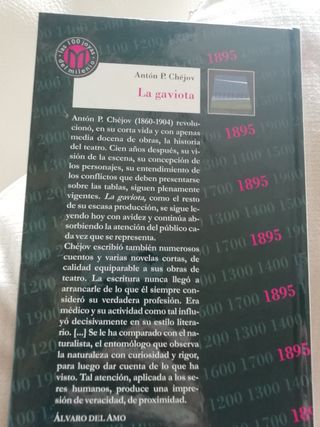 las 100 joyas del milenio
Antón P. Chéjov
La gaviota
Antón P. Chéjov (1860-1904) revolu-
cionó, en su corta vida y con apenas
media docena de obras, la historia
del teatro. Cien años después, su vi-
sión de la escena, su concepción de
los personajes, su entendimiento de
los conflictos que deben presentarse
sobre las tablas, siguen plenamente
vigentes. La gaviota, como el resto
de su escasa producción, se sigue le-
yendo hoy con avidez y continúa ab-
sorbiendo la atención del público ca-
da vez que se representa.
Chéjov escribió también numerosos
cuentos y varias novelas cortas, de
calidad equiparable a sus obras de
teatro. La escritura nunca llegó a
arrancarle de lo que él siempre con-
sideró su verdadera profesión. Era
médico y su actividad como tal influ-
yó decisivamente en su estilo litera-
rio. [...] Se le ha comparado con el na-
turalista, el entomólogo que observa
la naturaleza con curiosidad y rigor,
para luego dar cuenta de lo que ha
visto. Tal atención, aplicada a los se-
res humanos, produce una impre-
sión de veracidad, de proximidad.
ÁLVARO DEL AMO
1895
1895
1895
1895
1895
1895
1895